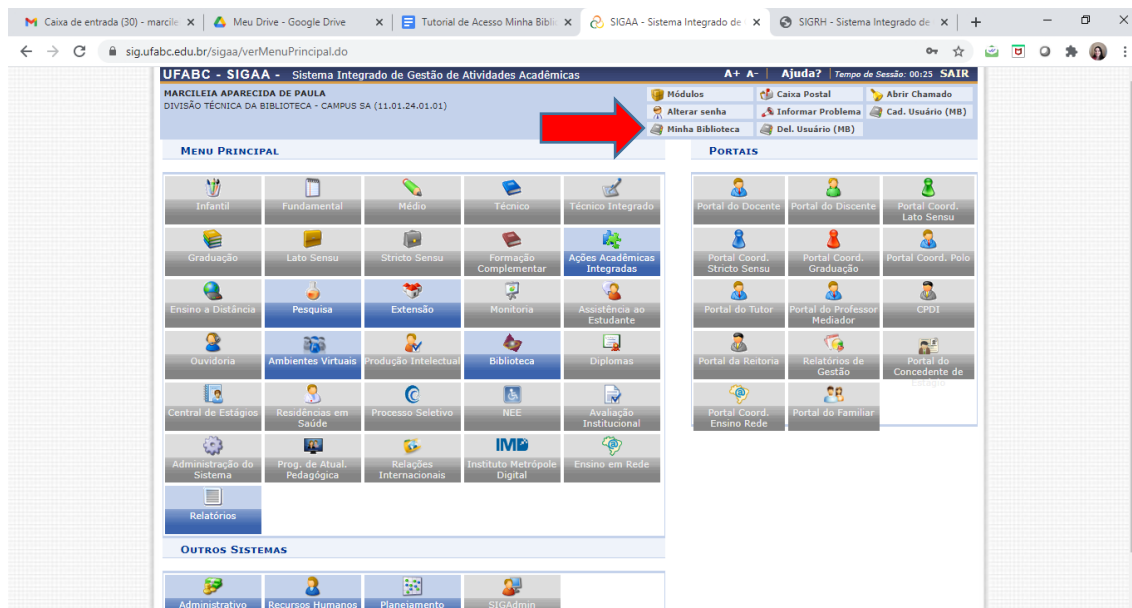 Caixa de entrada (30) - marcile
Meu Drive - Google Drive
Tutorial de Acesso Minha Bibli
SIGAA - Sistema Integrado de
SIGRH - Sistema Integrado de
sig.ufabc.edu.br/sigaa/verMenuPrincipal.do
UFABC - SIGAA - Sistema Integrado de Gestão de Atividades Acadêmicas
A+ A- | Ajuda? | Tempo de Sessão: 00:25 SAIR
MARCILEIA APARECIDA DE PAULA
DIVISÃO TÉCNICA DA BIBLIOTECA - CAMPUS SA (11.01.24.01.01)
Módulos
Caixa Postal
Abrir Chamado
Alterar senha
Informar Problema
Cad. Usuário (MB)
Minha Biblioteca
Del. Usuário (MB)
MENU PRINCIPAL
Infantil
Fundamental
Médio
Técnico
Técnico Integrado
Graduação
Lato Sensu
Stricto Sensu
Formação
Complementar
Ações Acadêmicas
Integradas
Ensino a Distância
Pesquisa
Extensão
Monitoria
Assistência ao
Estudante
Ouvidoria
Ambientes Virtuais
Produção Intelectual
Biblioteca
Diplomas
Central de Estágios
Residências em
Saúde
Processo Seletivo
NEE
Avaliação
Institucional
Administração do
Sistema
Prog. de Atual.
Pedagógica
Relações
Internacionais
IMD
Instituto Metrópole
Digital
Ensino em Rede
Relatórios
PORTAIS
Portal do Docente
Portal do Discente
Portal Coord.
Lato Sensu
Portal Coord.
Stricto Sensu
Portal Coord.
Graduação
Portal Coord. Polo
Portal do Tutor
Portal do Professor
Mediador
CPDI
Portal da Reitoria
Relatórios de
Gestão
Portal do
Concedente de
Estágio
Portal Coord.
Ensino Rede
Portal do Familiar
OUTROS SISTEMAS
Administrativo
Recursos Humanos
Planejamento
SIGAdmin